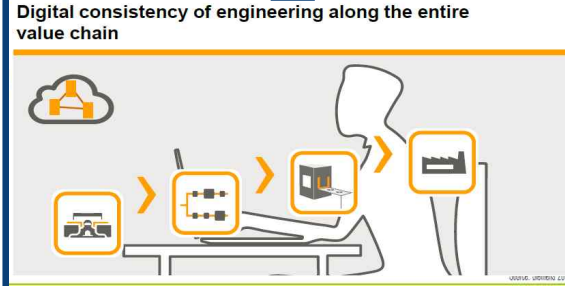 Digital consistency of engineering along the entire
value chain